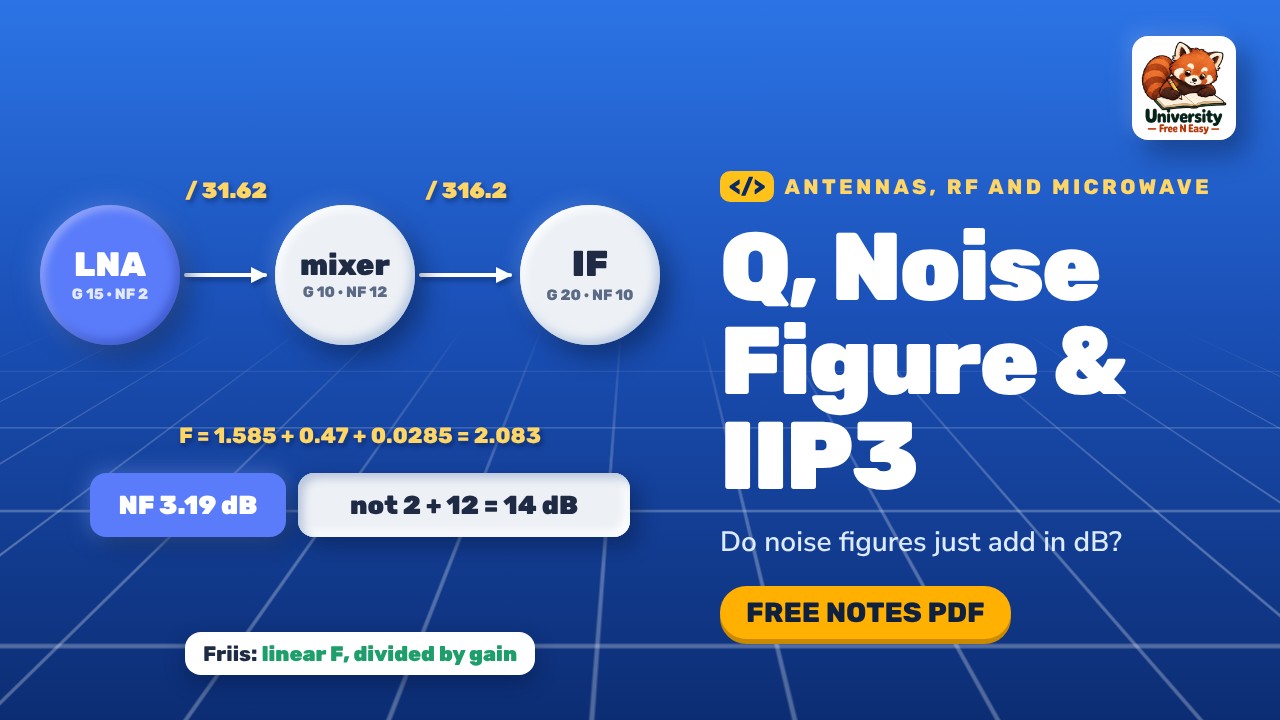 University
Free N Easy
/ 31.62
/ 316.2
LNA
G 15 • NF 2
mixer
G 10 • NF 12
IF
G 20 • NF 10
F = 1.585 + 0.47 + 0.0285 = 2.083
NF 3.19 dB
not 2 + 12 = 14 dB
Friis: linear F, divided by gain
</> ANTENNAS, RF AND MICROWAVE
Q, Noise
Figure &
IIP3
Do noise figures just add in dB?
FREE NOTES PDF